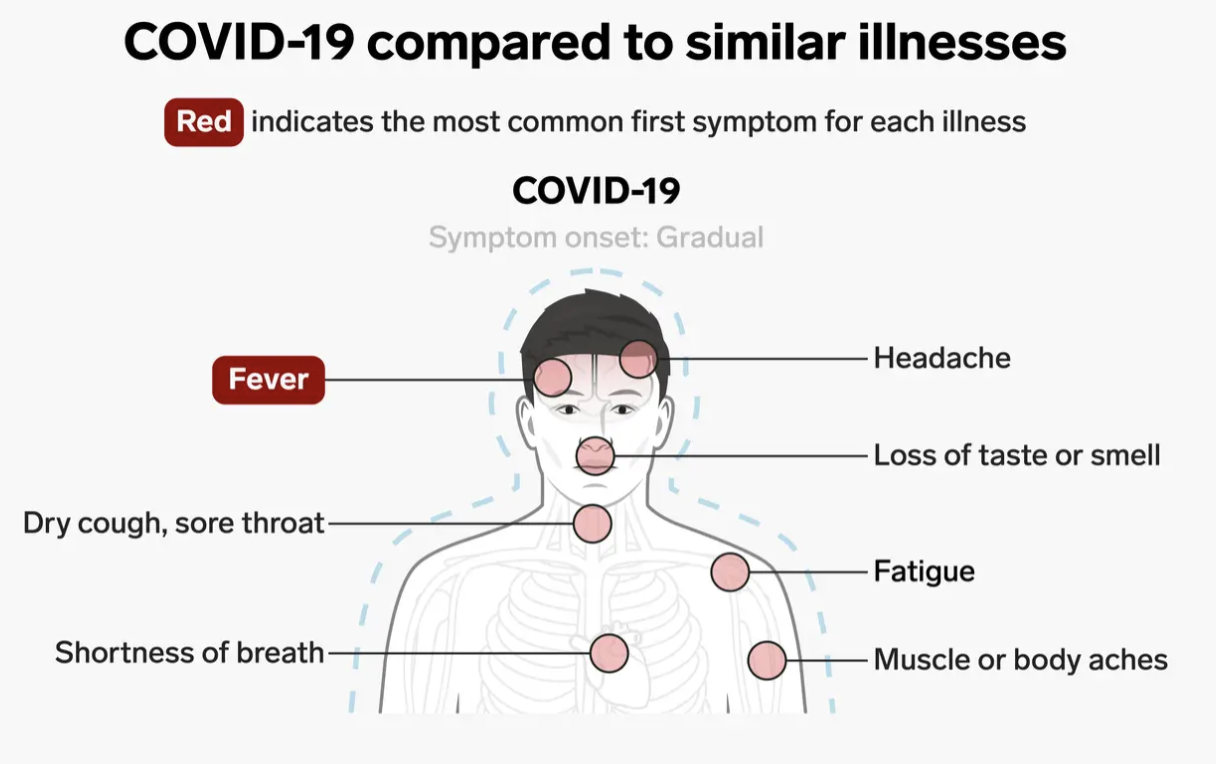 COVID-19 compared to similar illnesses
Red indicates the most common first symptom for each illness
COVID-19
Symptom onset: Gradual
Fever
Headache
Loss of taste or smell
Dry cough, sore throat
Fatigue
Shortness of breath
Muscle or body aches